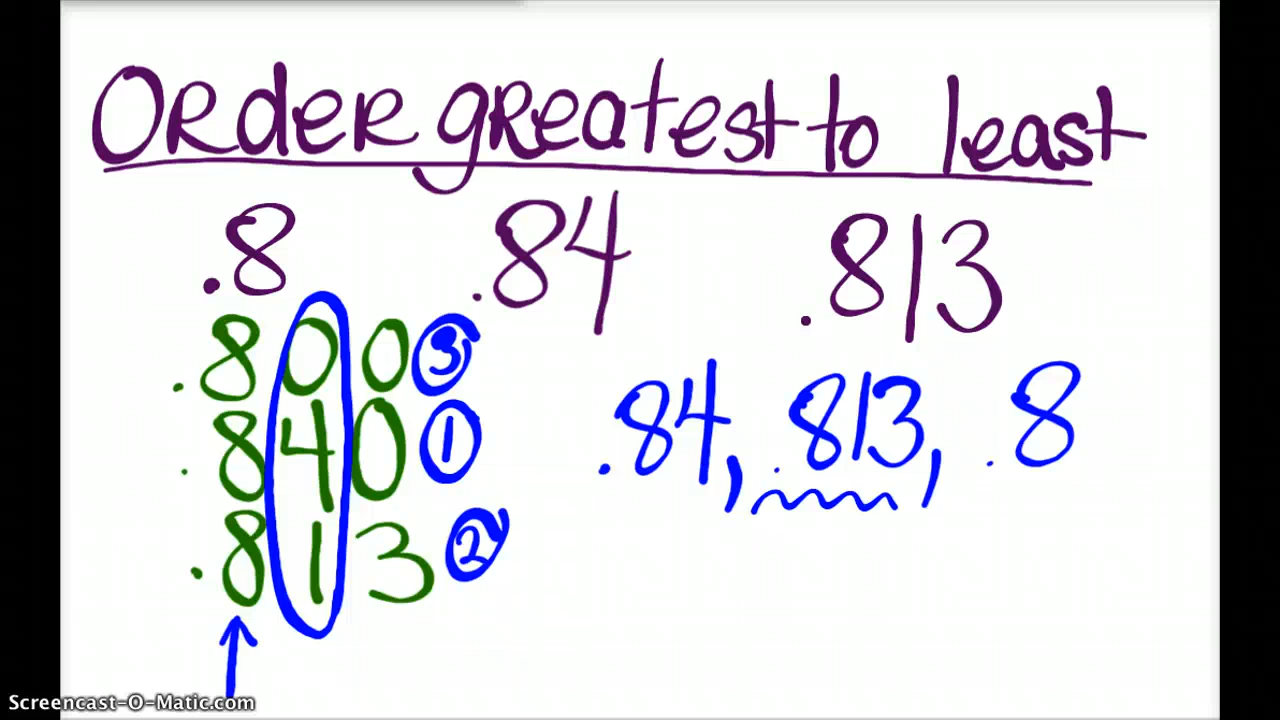 Order greatest to least
.8 .84 .813
.800 3
.840 1
.813 2
.84, .813, .8
Screencast-O-Matic.com